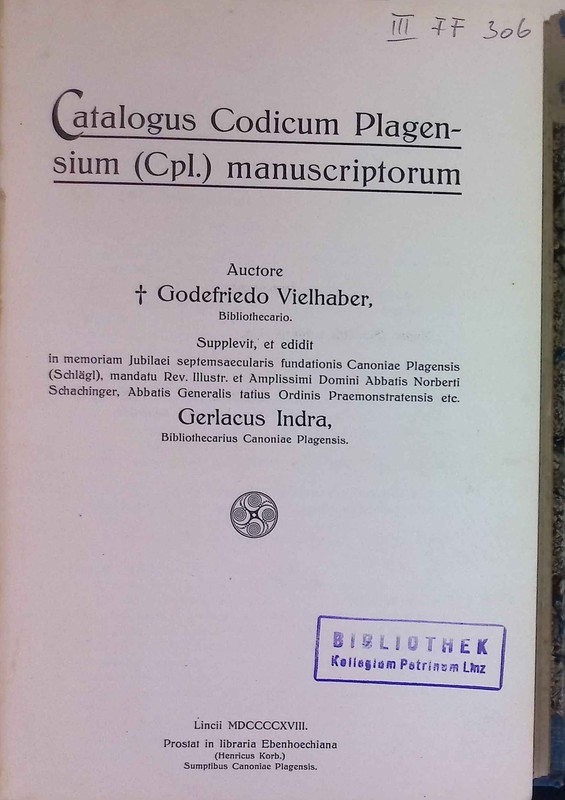 III FF 306
Catalogus Codicum Plagen-
sium (Cpl.) manuscriptorum
Auctore
† Godefriedo Vielhaber,
Bibliothecario.
Supplevit, et edidit
in memoriam Jubilaei septemsaecularis fundationis Canoniae Plagensis
(Schlägl), mandatu Rev. Illustr. et Amplissimi Domini Abbatis Norberti
Schachinger, Abbatis Generalis tatius Ordinis Praemonstratensis etc.
Gerlacus Indra,
Bibliothecarius Canoniae Plagensis.
BIBLIOTHEK
Kollegium Petrinum Linz
Lincii MDCCCCXVIII.
Prostat in libraria Ebenhoechiana
(Henricus Korb.)
Sumptibus Canoniae Plagensis.